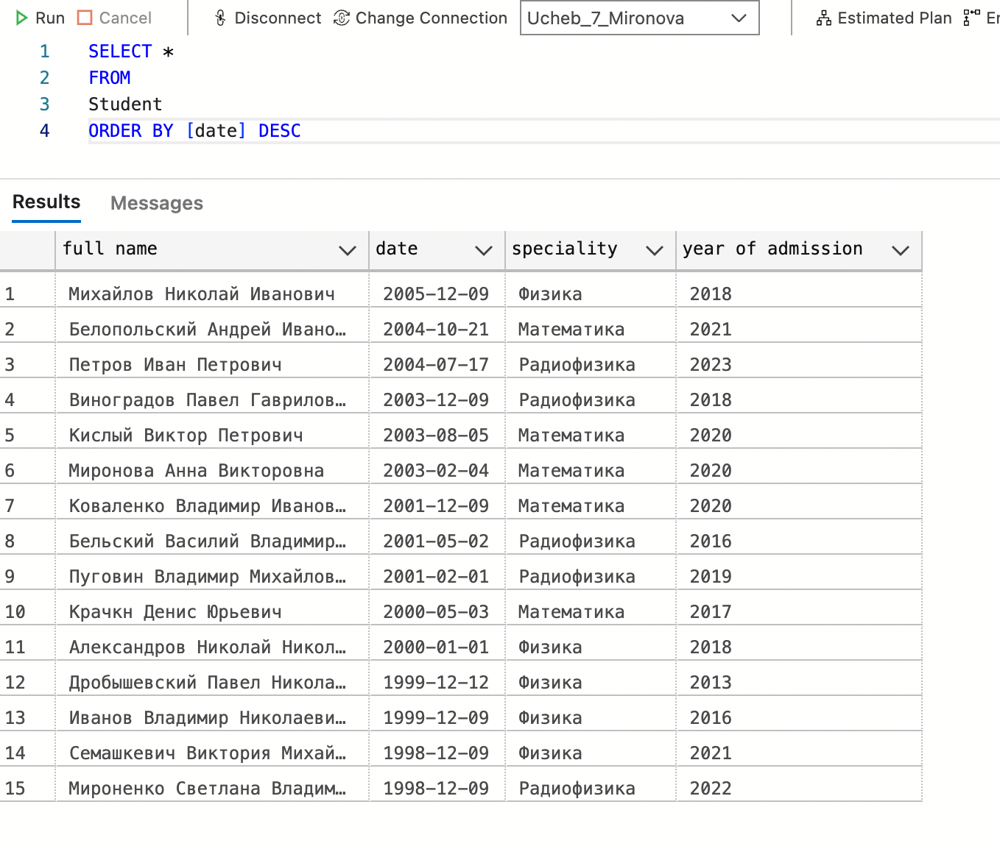 Run Cancel Disconnect Change Connection Ucheb_7_Mironova Estimated Plan
1 SELECT *
2 FROM
3 Student
4 ORDER BY [date] DESC
Results Messages
full name date speciality year of admission
1 Михайлов Николай Иванович 2005-12-09 Физика 2018
2 Белопольский Андрей Ивано… 2004-10-21 Математика 2021
3 Петров Иван Петрович 2004-07-17 Радиофизика 2023
4 Виноградов Павел Гаврилов… 2003-12-09 Радиофизика 2018
5 Кислый Виктор Петрович 2003-08-05 Математика 2020
6 Миронова Анна Викторовна 2003-02-04 Математика 2020
7 Коваленко Владимир Иванов… 2001-12-09 Математика 2020
8 Бельский Василий Владимир… 2001-05-02 Радиофизика 2016
9 Пуговин Владимир Михайлов… 2001-02-01 Радиофизика 2019
10 Крачкн Денис Юрьевич 2000-05-03 Математика 2017
11 Александров Николай Никол… 2000-01-01 Физика 2018
12 Дробышевский Павел Никола… 1999-12-12 Физика 2013
13 Иванов Владимир Николаеви… 1999-12-09 Физика 2016
14 Семашкевич Виктория Михай… 1998-12-09 Физика 2021
15 Мироненко Светлана Владим… 1998-12-09 Радиофизика 2022